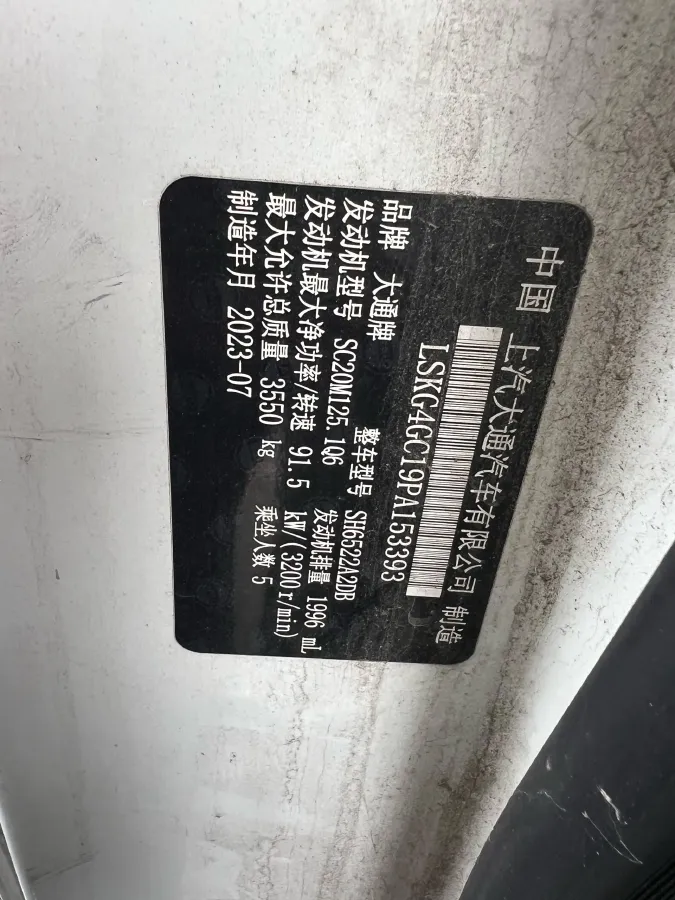 中国 上汽大通汽车有限公司 制造
LSKG4GC19PA153393
品牌 大通牌 整车型号 SH6522A2DB
发动机型号 SC20M125.1Q6 发动机排量 1996 mL
发动机最大净功率/转速 91.5 kW/(3200r/min)
最大允许总质量 3550 kg 乘坐人数 5
制造年月 2023-07